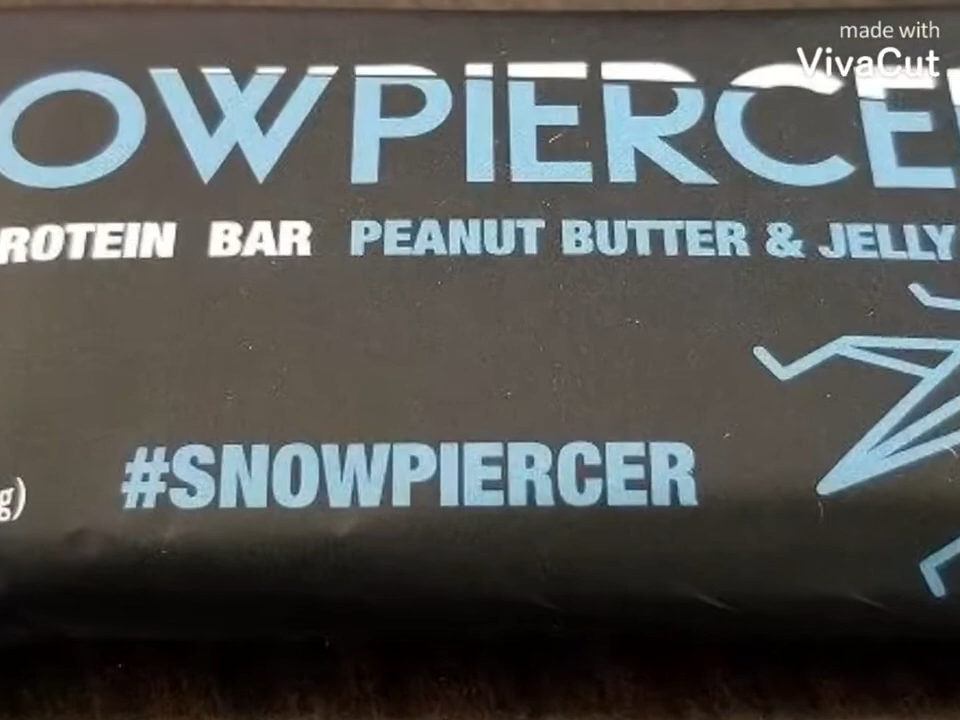 made with
VivaCut
OWPIERCE
ROTEIN BAR PEANUT BUTTER & JELLY
g)
#SNOWPIERCER